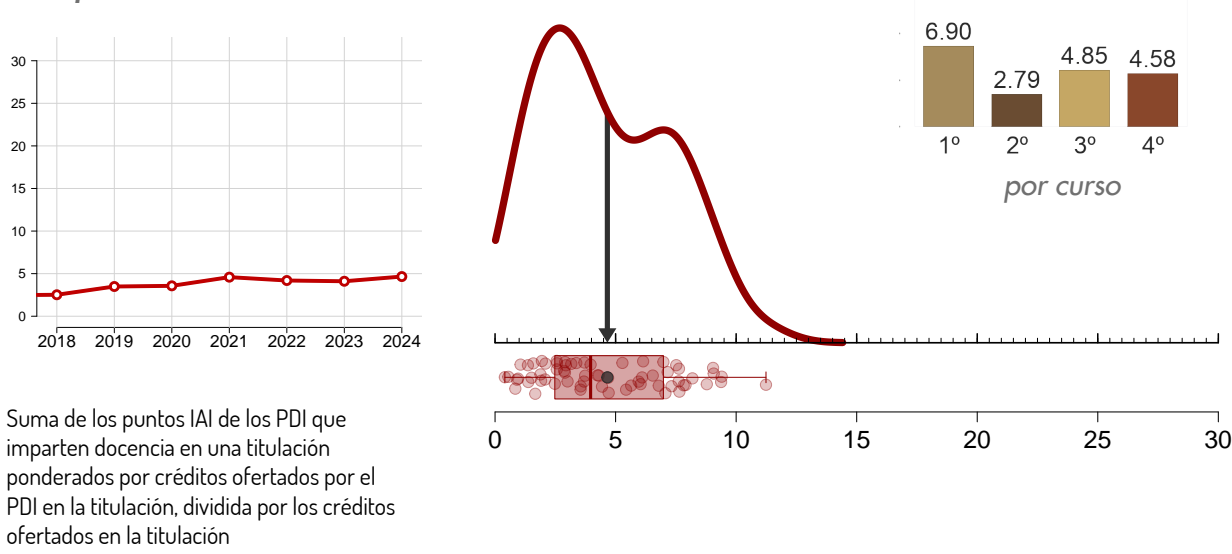 30
25
20
15
10
5
0
2018 2019 2020 2021 2022 2023 2024
Suma de los puntos IAI de los PDI que
imparten docencia en una titulación
ponderados por créditos ofertados por el
PDI en la titulación, dividida por los créditos
ofertados en la titulación
0 5 10 15 20 25 30
6.90 2.79 4.85 4.58
1º 2º 3º 4º
por curso